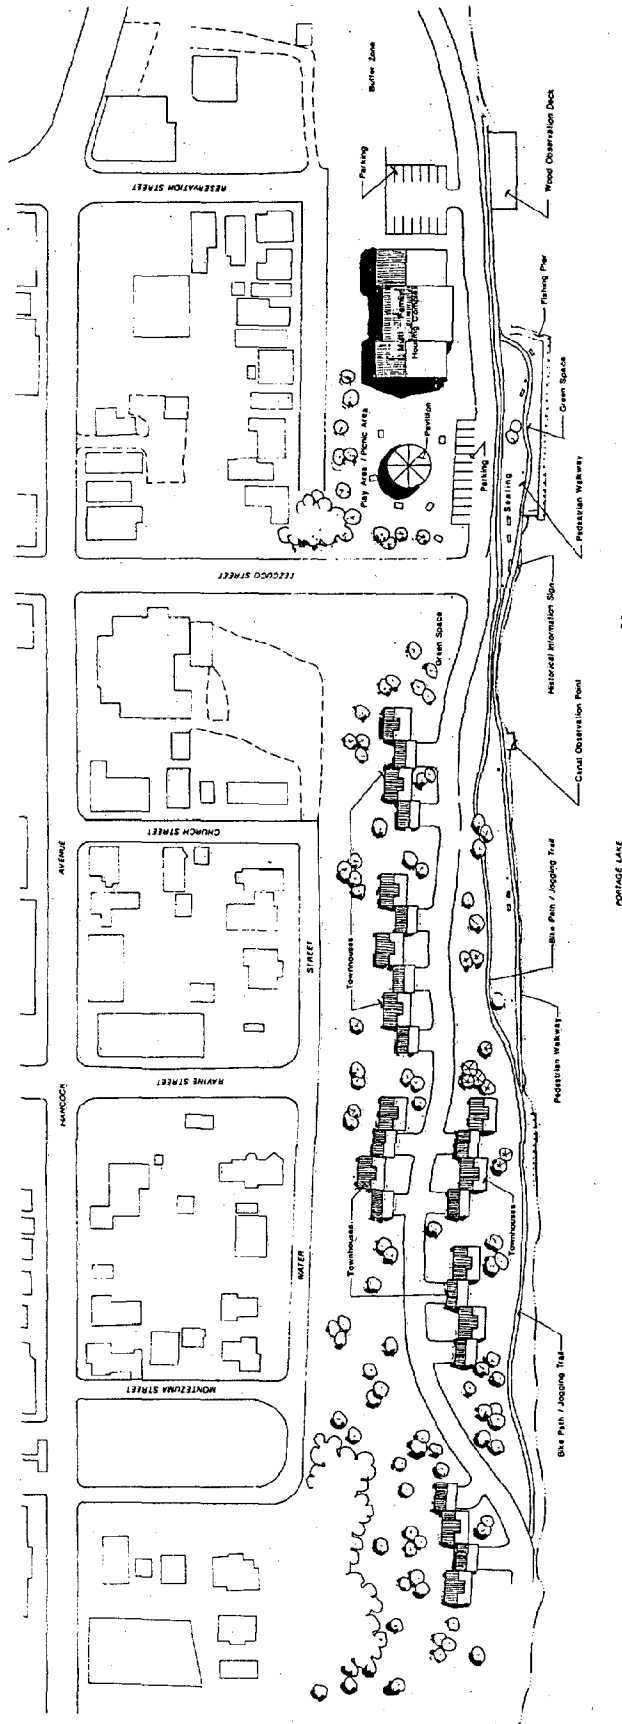 Buffer Zone
RESERVATION STREET
Parking
Wood Observation Deck
Multi Family
Housing Complex
Fishing Pier
Green Space
Play Area / Picnic Area
Pavilion
Parking
Seating
Pedestrian Walkway
TEZCUCO STREET
Historical Information Sign
Green Space
Canal Observation Point
CHURCH STREET
AVENUE
PORTAGE LAKE
Bike Path / Jogging Trail
Townhouses
STREET
Pedestrian Walkway
RAVINE STREET
HANCOCK
Townhouses
Townhouses
WATER
MONTEZUMA STREET
Bike Path / Jogging Trail